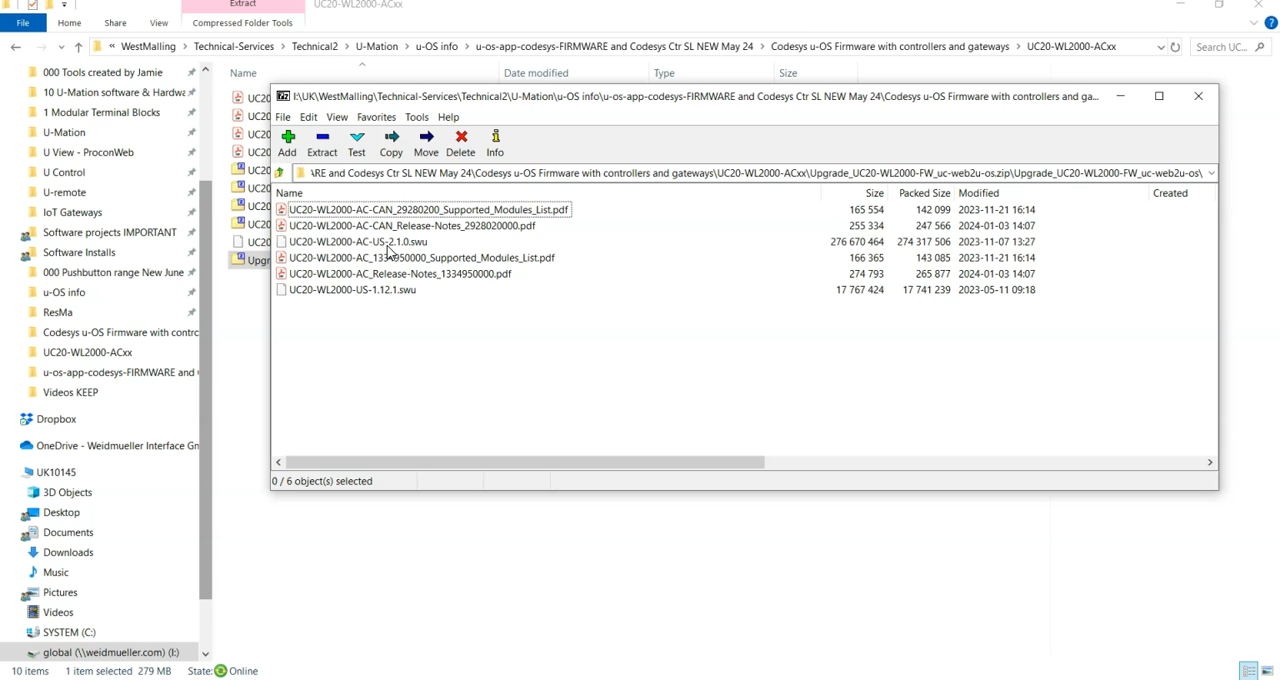 Extract
UC20-WL2000-ACxx
File Home Share View Compressed Folder Tools
« WestMalling > Technical-Services > Technical2 > U-Mation > u-OS info > u-os-app-codesys-FIRMWARE and Codesys Ctr SL NEW May 24 > Codesys u-OS Firmware with controllers and gateways > UC20-WL2000-ACxx
Search UC...
000 Tools created by Jamie
10 U-Mation software & Hardwa
1 Modular Terminal Blocks
U-Mation
U View - ProconWeb
U Control
U-remote
IoT Gateways
Software projects IMPORTANT
Software Installs
000 Pushbutton range New June
u-OS info
ResMa
Codesys u-OS Firmware with contro
UC20-WL2000-ACxx
u-os-app-codesys-FIRMWARE and
Videos KEEP
Dropbox
OneDrive - Weidmueller Interface Gm
UK10145
3D Objects
Desktop
Documents
Downloads
Music
Pictures
Videos
SYSTEM (C:)
global (\\weidmueller.com) (I:)
10 items 1 item selected 279 MB State: Online
Name Date modified Type Size
UC20
UC20
UC20
UC20
UC20
UC20
UC20
UC20
UC20
Upgr
I:\UK\WestMalling\Technical-Services\Technical2\U-Mation\u-OS info\u-os-app-codesys-FIRMWARE and Codesys Ctr SL NEW May 24\Codesys u-OS Firmware with controllers and ga...
File Edit View Favorites Tools Help
Add Extract Test Copy Move Delete Info
\RE and Codesys Ctr SL NEW May 24\Codesys u-OS Firmware with controllers and gateways\UC20-WL2000-ACxx\Upgrade_UC20-WL2000-FW_uc-web2u-os.zip\Upgrade_UC20-WL2000-FW_uc-web2u-os\
Name Size Packed Size Modified Created
UC20-WL2000-AC-CAN_29280200_Supported_Modules_List.pdf 165 554 142 099 2023-11-21 16:14
UC20-WL2000-AC-CAN_Release-Notes_2928020000.pdf 255 334 247 566 2024-01-03 14:07
UC20-WL2000-AC-US-2.1.0.swu 276 670 464 274 317 506 2023-11-07 13:27
UC20-WL2000-AC_1334950000_Supported_Modules_List.pdf 166 365 143 085 2023-11-21 16:14
UC20-WL2000-AC_Release-Notes_1334950000.pdf 274 793 265 877 2024-01-03 14:07
UC20-WL2000-US-1.12.1.swu 17 767 424 17 741 239 2023-05-11 09:18
0 / 6 object(s) selected